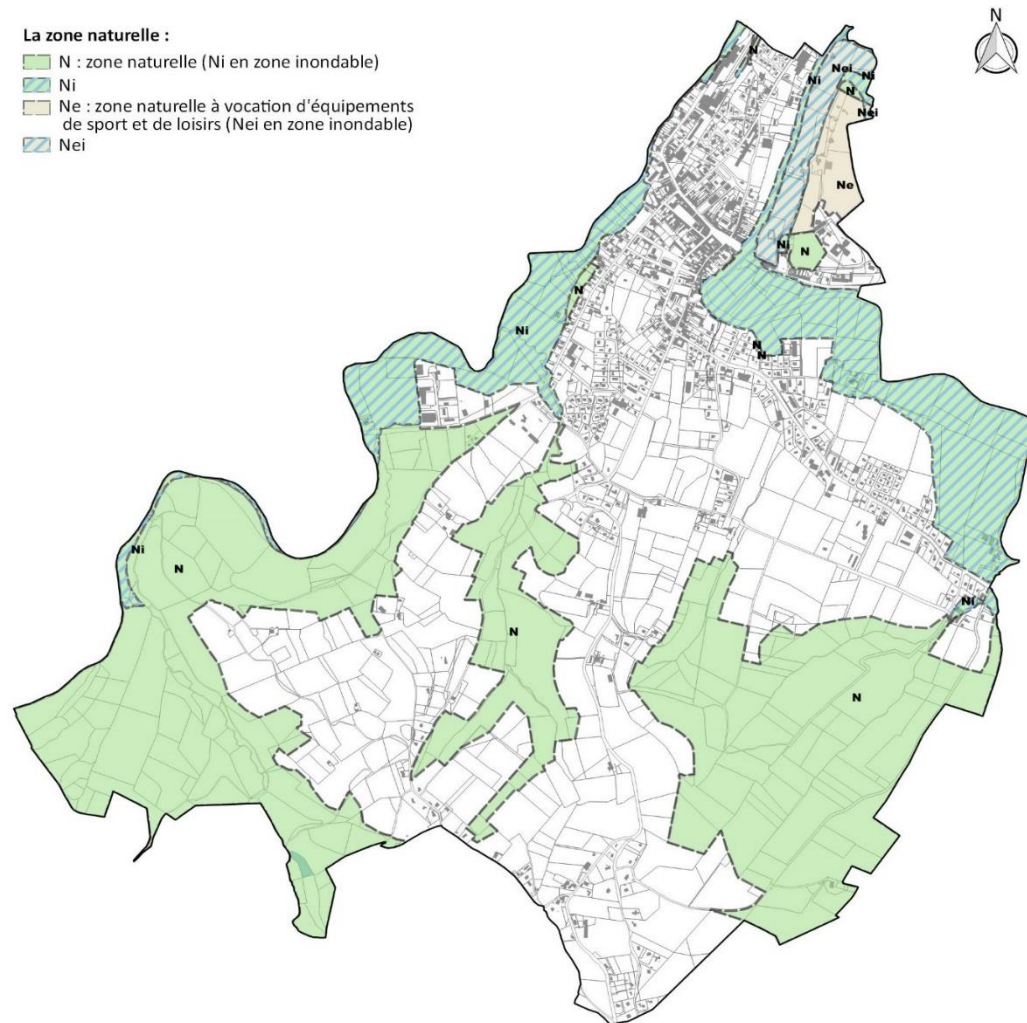 N
La zone naturelle :
N : zone naturelle (Ni en zone inondable)
Ni
Ne : zone naturelle à vocation d'équipements
de sport et de loisirs (Nei en zone inondable)
Nei
N
Ni
Nei
Ni
N
Nei
Ne
Ni
N
N
Ni
N
N
Ni
N
Ni
N
N